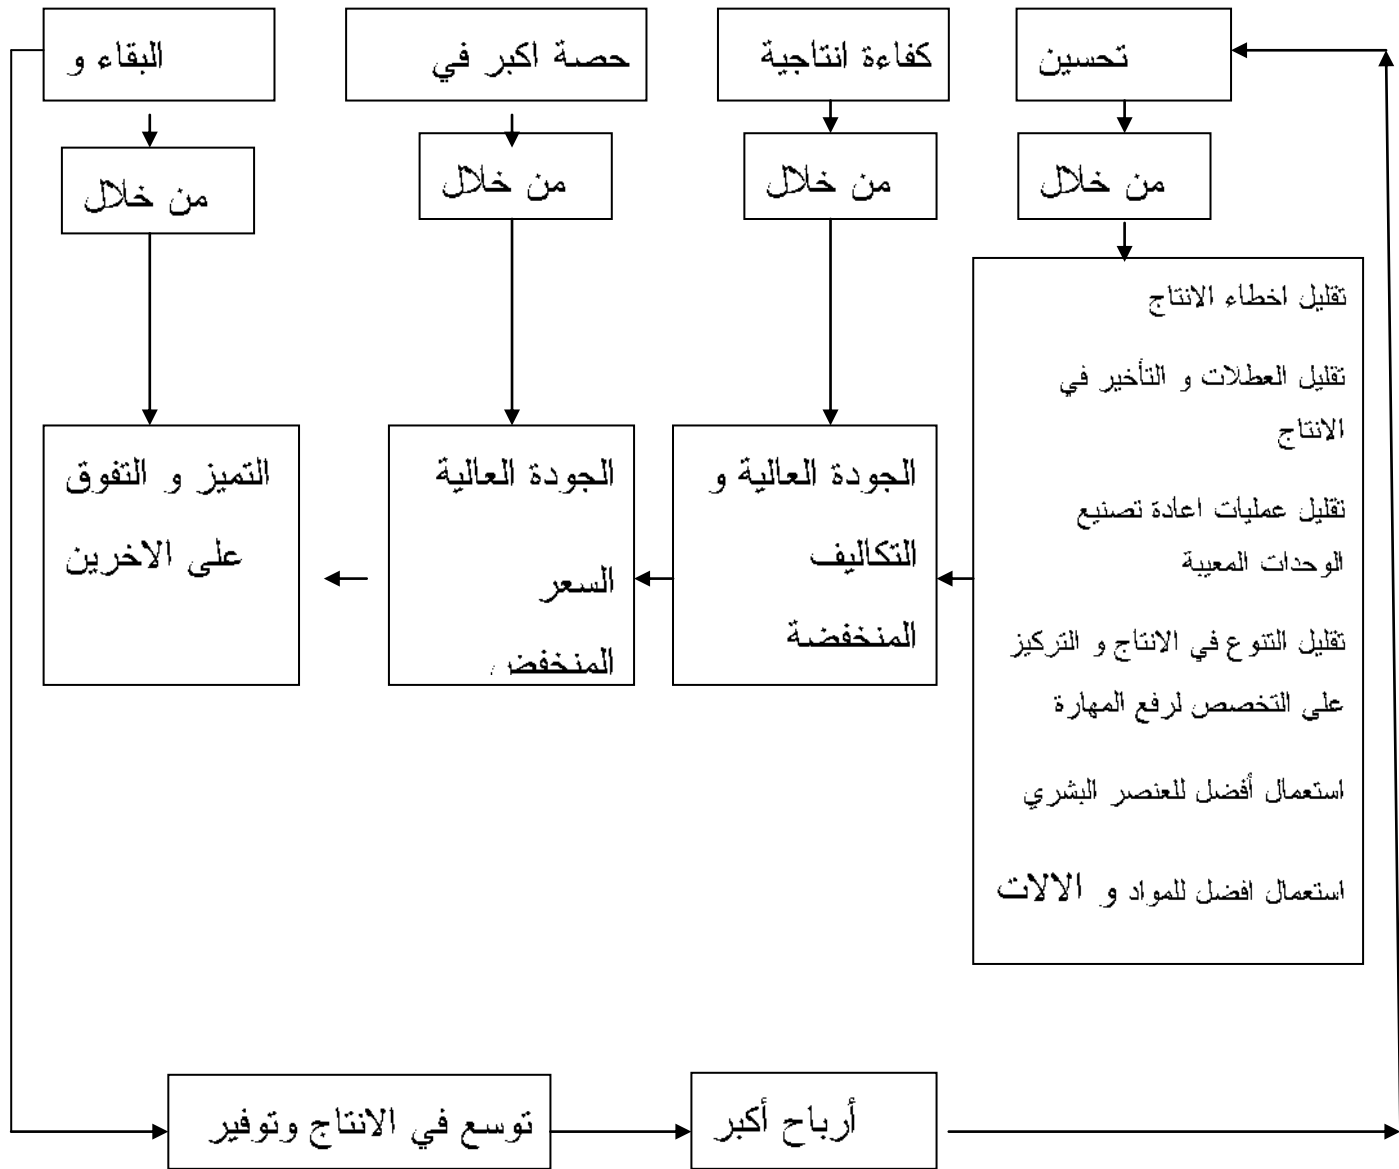 تحسين
كفاءة انتاجية
حصة اكبر في
البقاء و
من خلال
من خلال
من خلال
من خلال
تقليل اخطاء الانتاج
تقليل العطلات و التأخير في
الانتاج
تقليل عمليات اعادة تصنيع
الوحدات المعيبة
تقليل التنوع في الانتاج و التركيز
على التخصص لرفع المهارة
استعمال أفضل للعنصر البشري
استعمال افضل للمواد و الالات
الجودة العالية و
التكاليف
المنخفضة
الجودة العالية
السعر
المنخفض
التميز و التفوق
على الاخرين
توسع في الانتاج وتوفير
أرباح أكبر